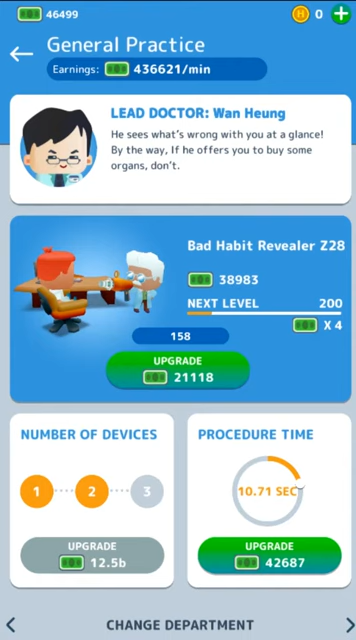 46499
0
General Practice
Earnings: 436621/min
LEAD DOCTOR: Wan Heung
He sees what's wrong with you at a glance!
By the way, If he offers you to buy some
organs, don't.
Bad Habit Revealer Z28
38983
NEXT LEVEL 200
X 4
158
UPGRADE
21118
NUMBER OF DEVICES
1 2 3
UPGRADE
12.5b
PROCEDURE TIME
10.71 SEC
UPGRADE
42687
CHANGE DEPARTMENT